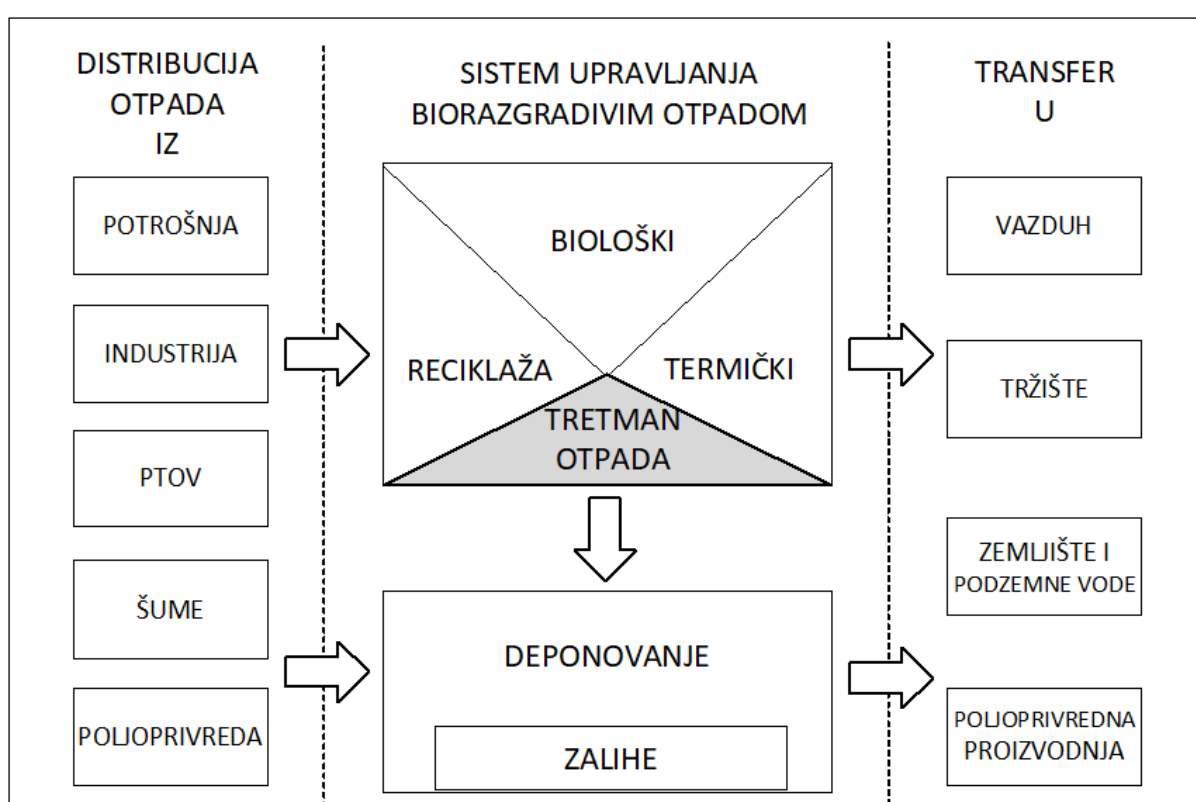 DISTRIBUCIJA
OTPADA
IZ
POTROŠNJA
INDUSTRIJA
PTOV
ŠUME
POLJOPRIVREDA
SISTEM UPRAVLJANJA
BIORAZGRADIVIM OTPADOM
BIOLOŠKI
RECIKLAŽA
TERMIČKI
TRETMAN
OTPADA
DEPONOVANJE
ZALIHE
TRANSFER
U
VAZDUH
TRŽIŠTE
ZEMLJIŠTE I
PODZEMNE VODE
POLJOPRIVREDNA
PROIZVODNJA